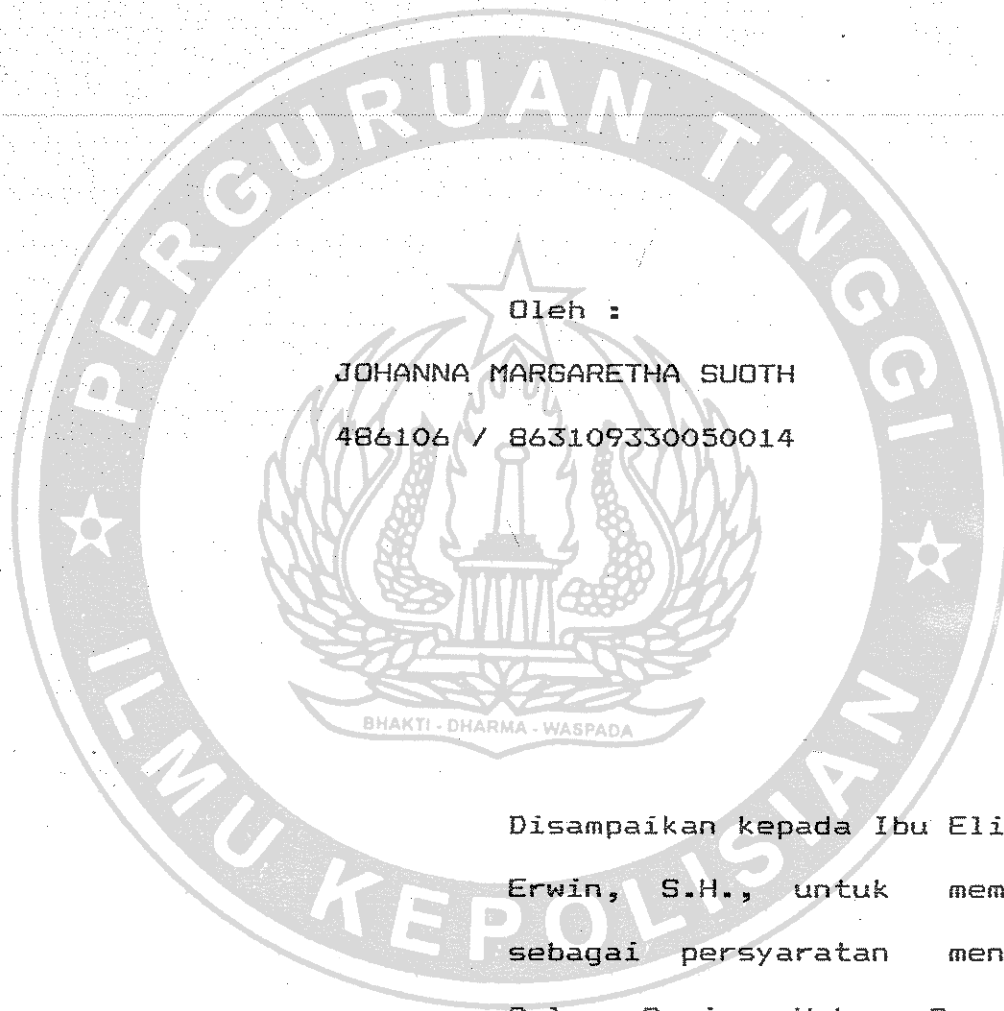 PERGURUAN TINGGI
Oleh :
JOHANNA MARGARETHA SUOTH
486106 / 863109330050014
BHAKTI - DHARMA - WASPADA
ILMU KEPOLISIAN
Disampaikan kepada Ibu Eli
Erwin, S.H., untuk mem
sebagai persyaratan men